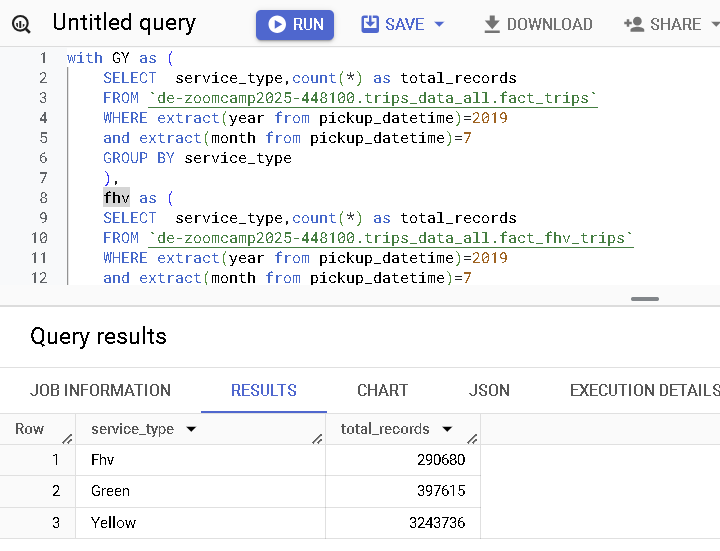 Untitled query RUN SAVE DOWNLOAD SHARE
1 with GY as (
2 SELECT  service_type,count(*) as total_records
3 FROM `de-zoomcamp2025-448100.trips_data_all.fact_trips`
4 WHERE extract(year from pickup_datetime)=2019
5 and extract(month from pickup_datetime)=7
6 GROUP BY service_type
7 ),
8 fhv as (
9 SELECT  service_type,count(*) as total_records
10 FROM `de-zoomcamp2025-448100.trips_data_all.fact_fhv_trips`
11 WHERE extract(year from pickup_datetime)=2019
12 and extract(month from pickup_datetime)=7
Query results
JOB INFORMATION RESULTS CHART JSON EXECUTION DETAILS
Row service_type total_records
1 Fhv 290680
2 Green 397615
3 Yellow 3243736